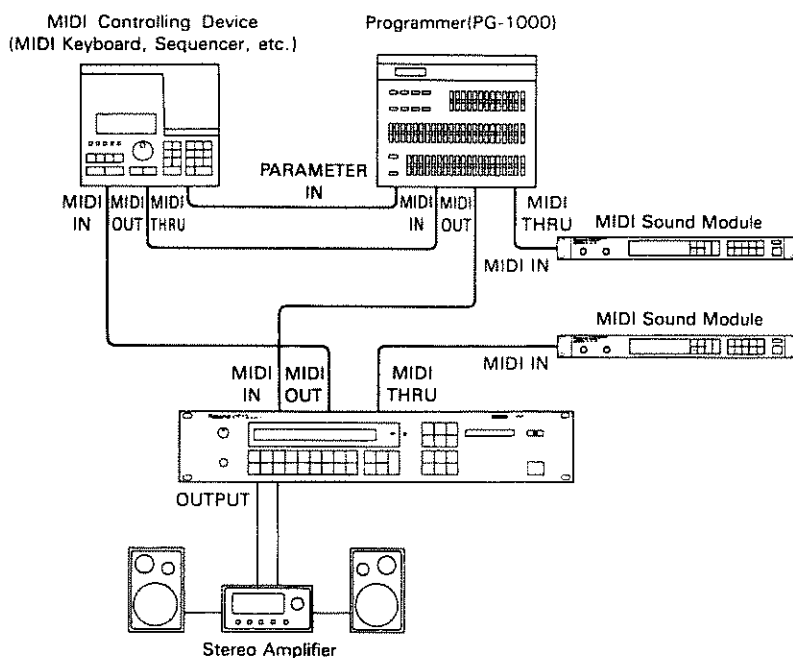 MIDI Controlling Device
(MIDI Keyboard, Sequencer, etc.)
Programmer(PG-1000)
PARAMETER
IN
MIDI
IN
MIDI
OUT
MIDI
THRU
MIDI
IN
MIDI
OUT
MIDI
THRU
MIDI Sound Module
MIDI IN
MIDI Sound Module
MIDI IN
MIDI
IN
MIDI
OUT
MIDI
THRU
OUTPUT
Stereo Amplifier